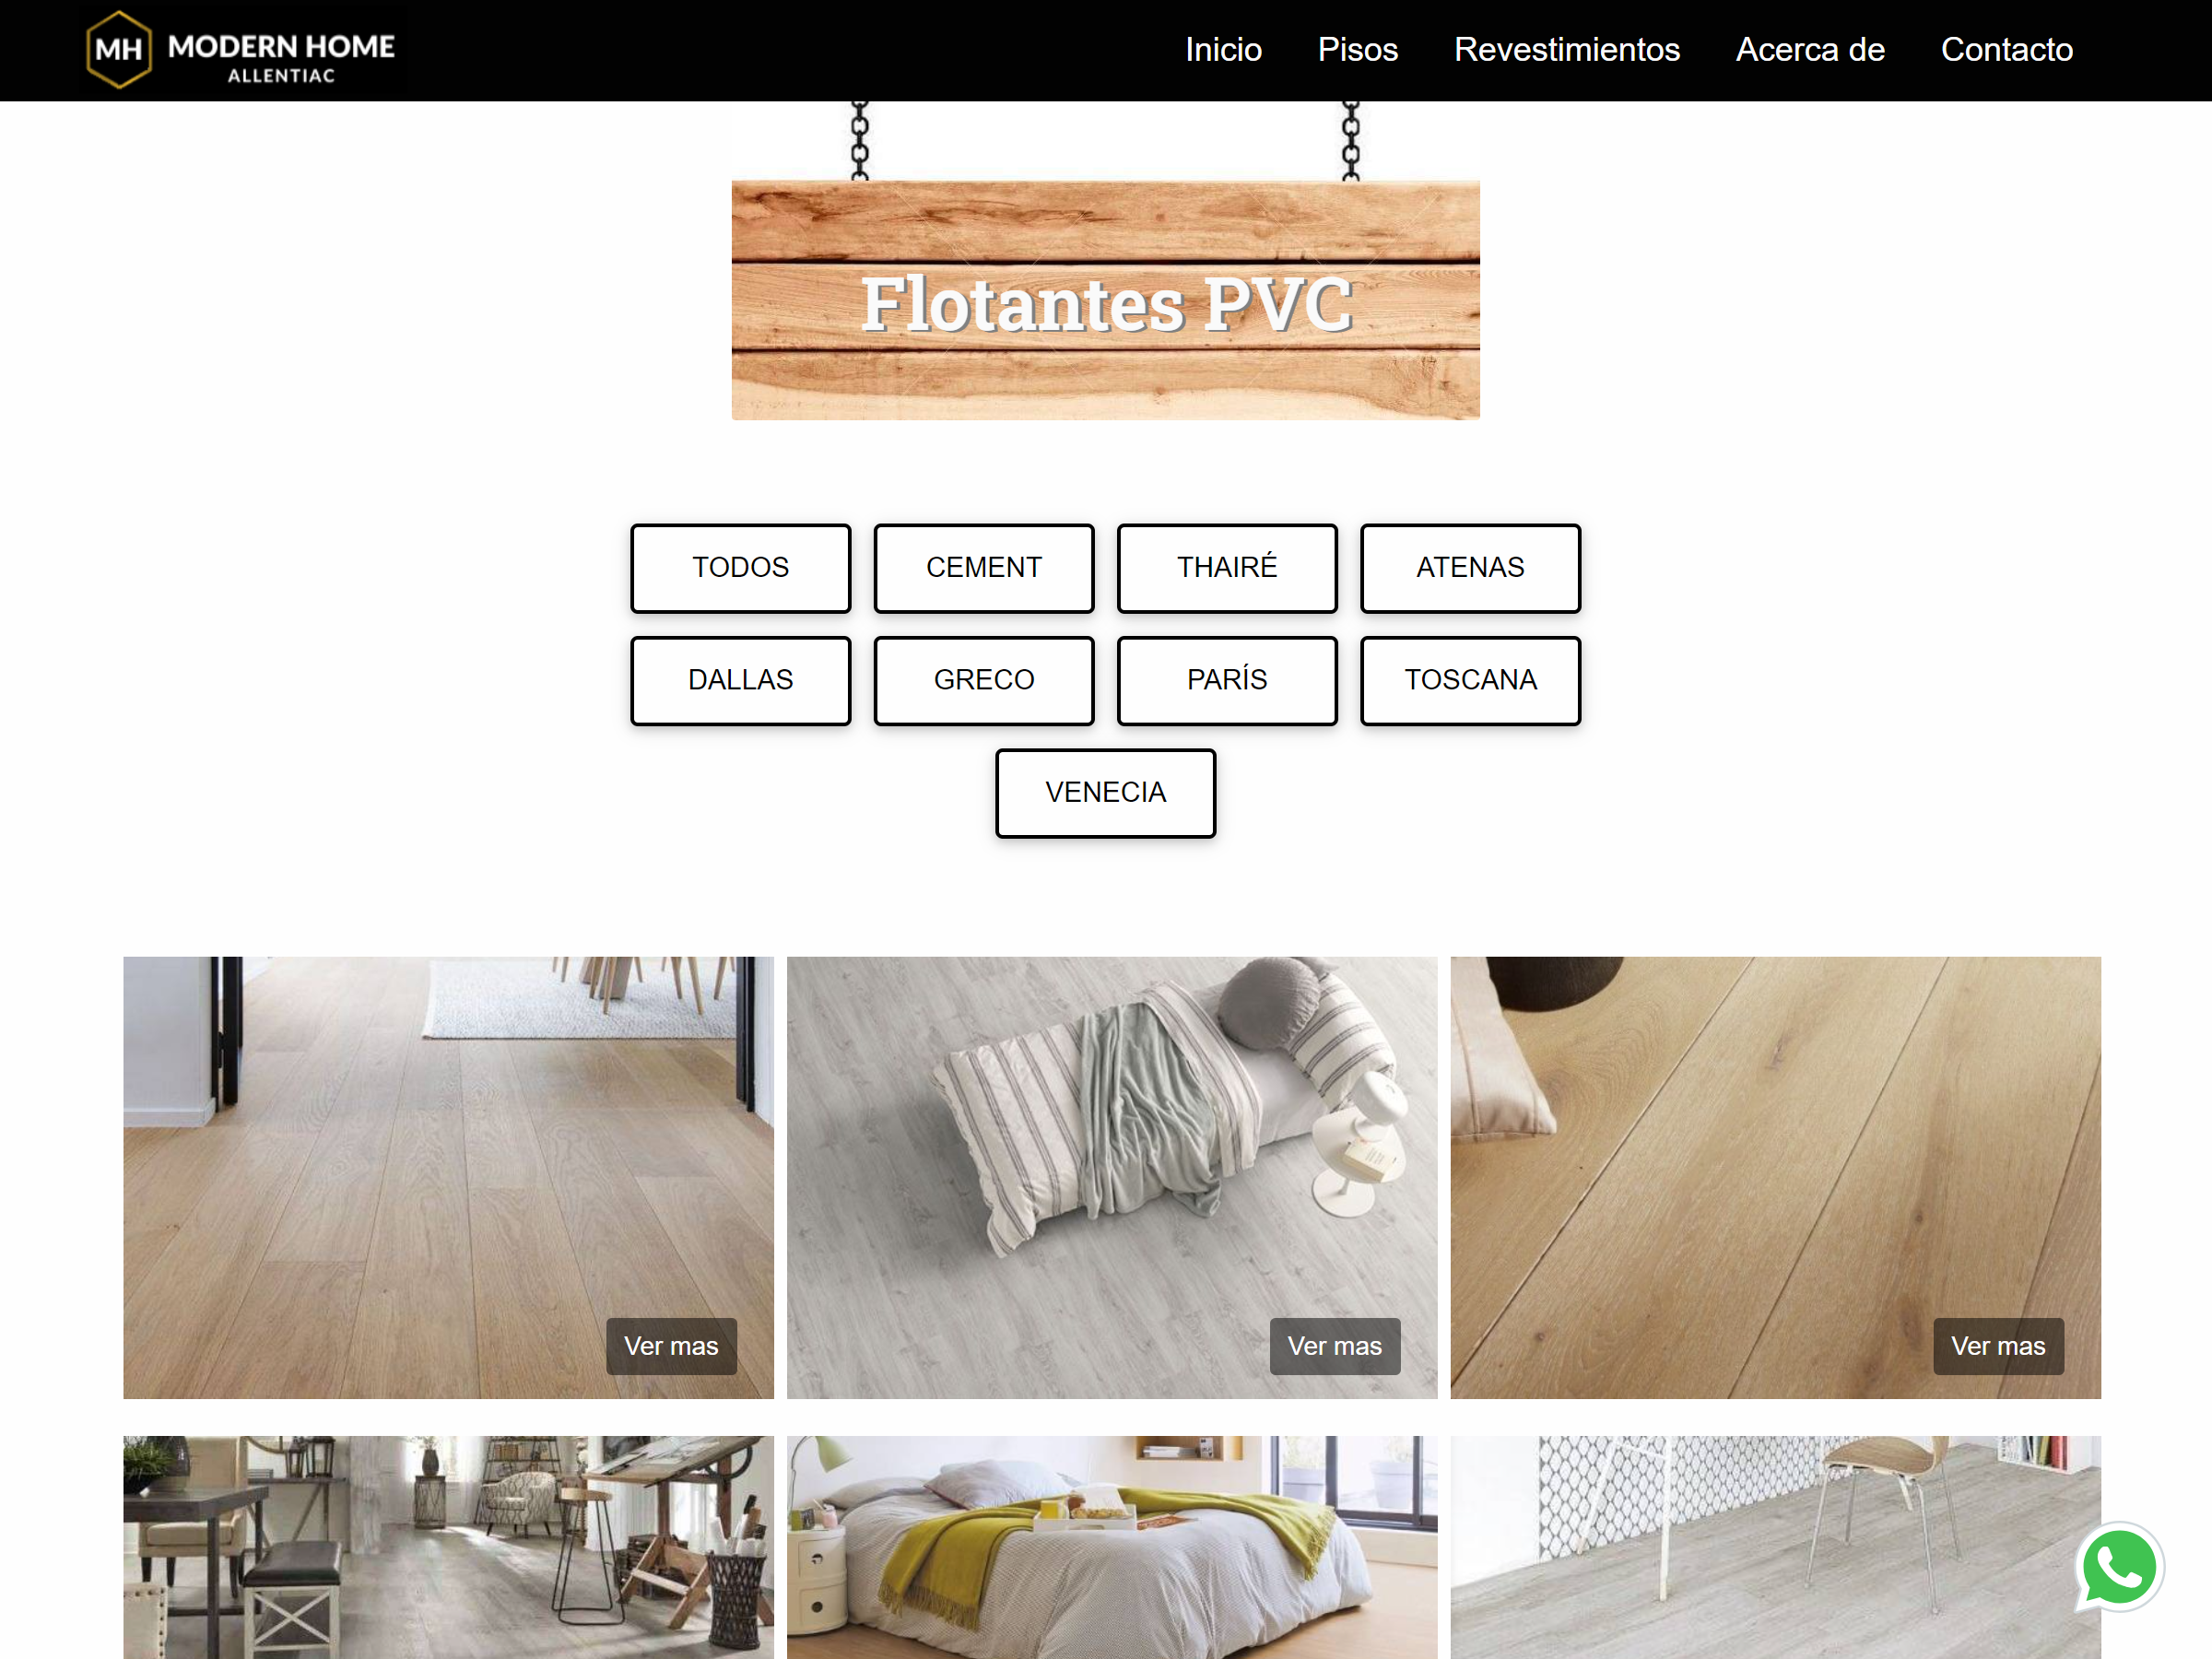 MH MODERN HOME
ALLENTIAC
Inicio Pisos Revestimientos Acerca de Contacto
Flotantes PVC
TODOS CEMENT THAIRÉ ATENAS
DALLAS GRECO PARÍS TOSCANA
VENECIA
Ver mas Ver mas Ver mas